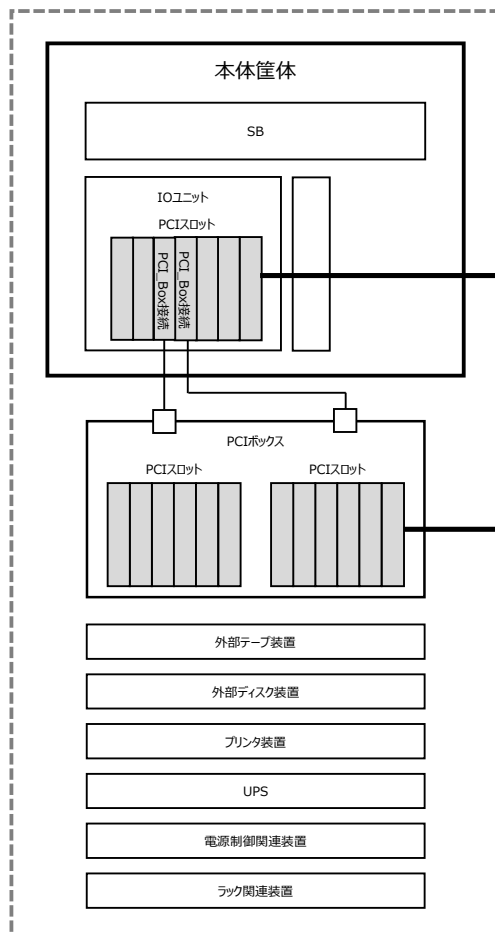 本体筐体
SB
IOユニット
PCIスロット
PCI_Box接続
PCI_Box接続
PCIボックス
PCIスロット
PCIスロット
外部テープ装置
外部ディスク装置
プリンタ装置
UPS
電源制御関連装置
ラック関連装置